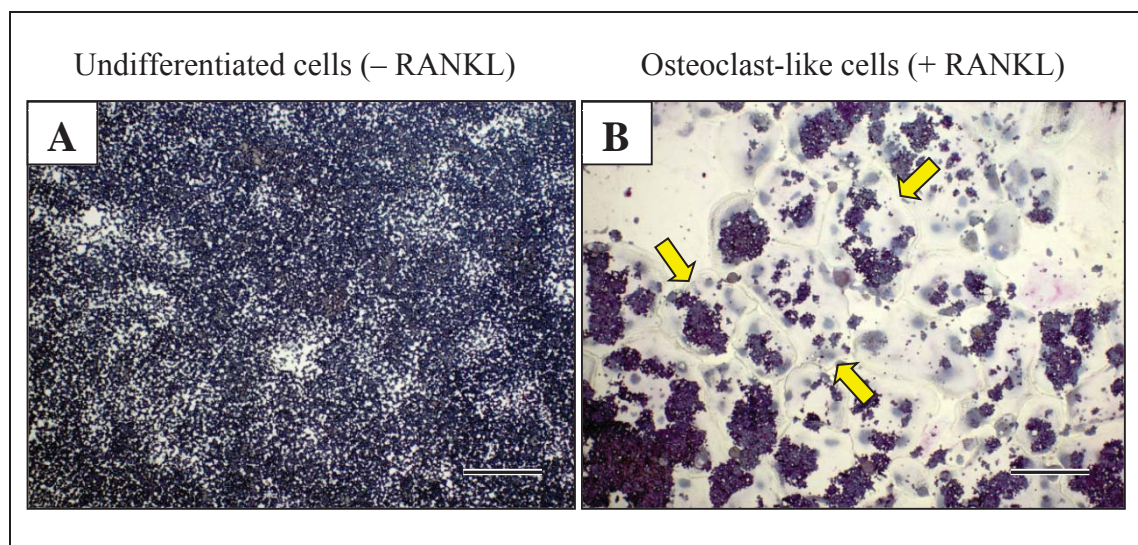 Undifferentiated cells (– RANKL)
Osteoclast-like cells (+ RANKL)
A
B